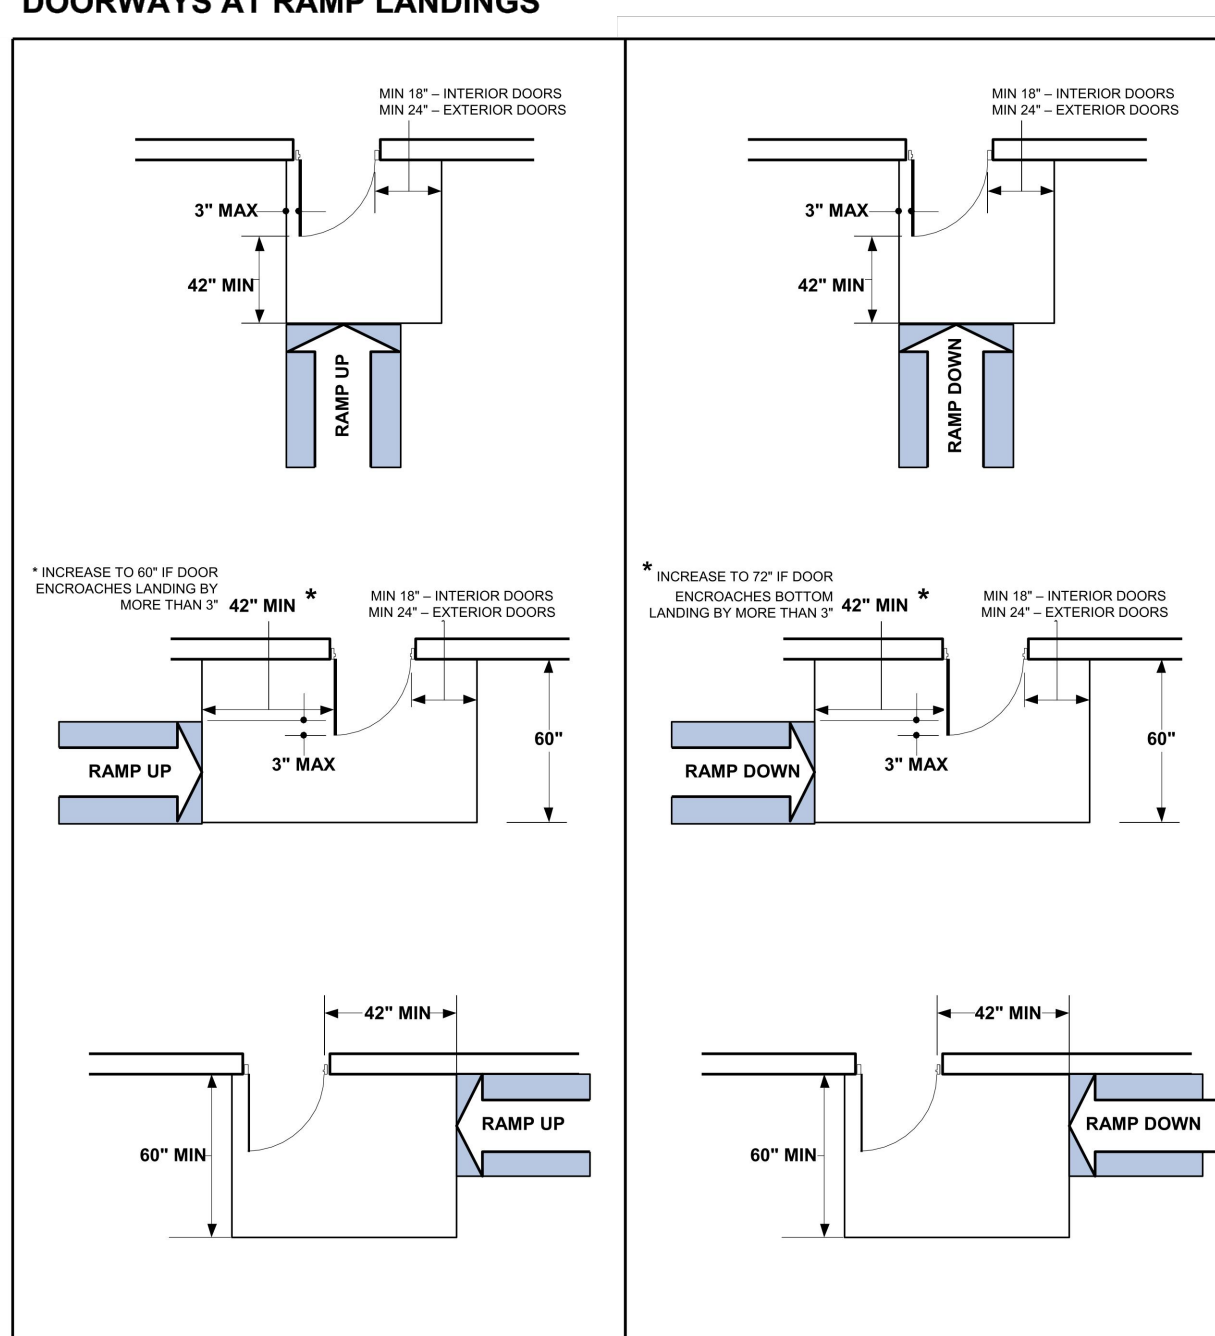 DOORWAYS AT RAMP LANDINGS
MIN 18" – INTERIOR DOORS
MIN 24" – EXTERIOR DOORS
3" MAX
42" MIN
RAMP UP
* INCREASE TO 60" IF DOOR
ENCROACHES LANDING BY
MORE THAN 3"
42" MIN *
MIN 18" – INTERIOR DOORS
MIN 24" – EXTERIOR DOORS
60"
3" MAX
RAMP UP
42" MIN
RAMP UP
60" MIN
MIN 18" – INTERIOR DOORS
MIN 24" – EXTERIOR DOORS
3" MAX
42" MIN
RAMP DOWN
* INCREASE TO 72" IF DOOR
ENCROACHES BOTTOM
LANDING BY MORE THAN 3"
42" MIN *
MIN 18" – INTERIOR DOORS
MIN 24" – EXTERIOR DOORS
60"
3" MAX
RAMP DOWN
42" MIN
RAMP DOWN
60" MIN